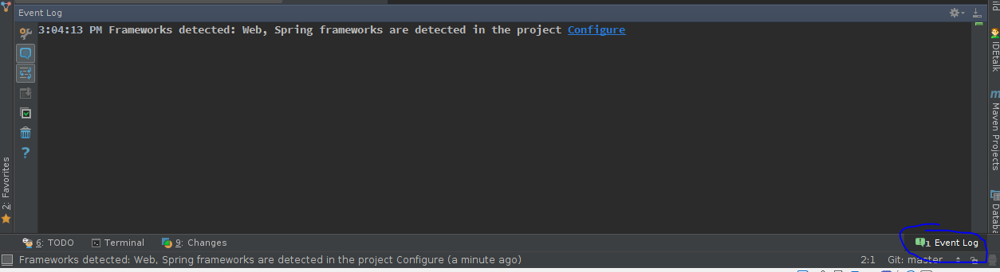 Event Log
3:04:13 PM Frameworks detected: Web, Spring frameworks are detected in the project Configure
?
2: Favorites
IDEtalk
m
Maven Projects
Databa
6: TODO
Terminal
9: Changes
1 Event Log
Frameworks detected: Web, Spring frameworks are detected in the project Configure (a minute ago)
2:1
Git: master